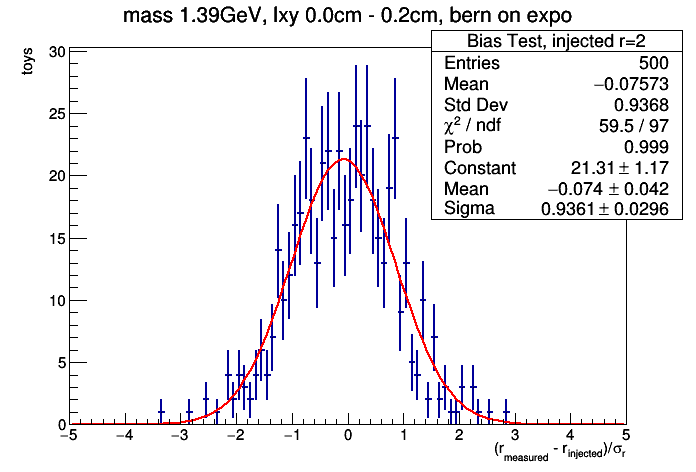 mass 1.39GeV, lxy 0.0cm - 0.2cm, bern on expo
Bias Test, injected r=2
Entries 500
Mean −0.07573
Std Dev 0.9368
χ² / ndf 59.5 / 97
Prob 0.999
Constant 21.31 ± 1.17
Mean −0.074 ± 0.042
Sigma 0.9361 ± 0.0296
toys
30
25
20
15
10
5
0
−5 −4 −3 −2 −1 0 1 2 3 4 5
(r_measured - r_injected)/σ_r